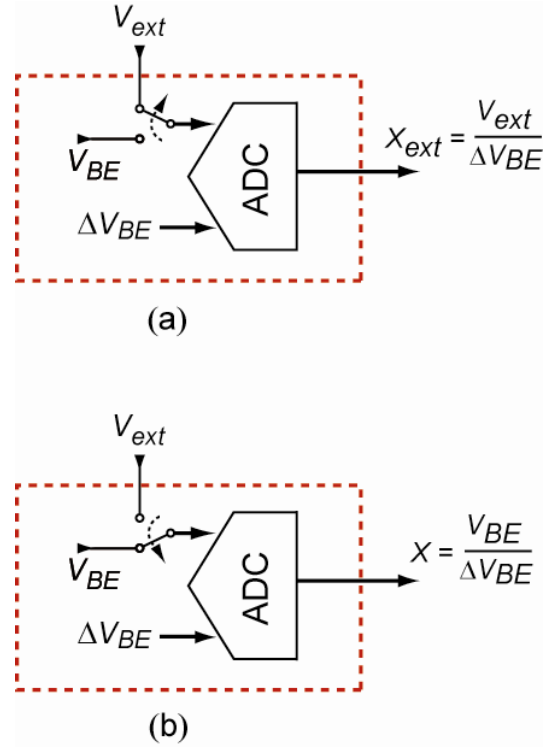 V_ext
V_BE
ΔV_BE
ADC
X_ext = V_ext / ΔV_BE
(a)
V_ext
V_BE
ΔV_BE
ADC
X = V_BE / ΔV_BE
(b)